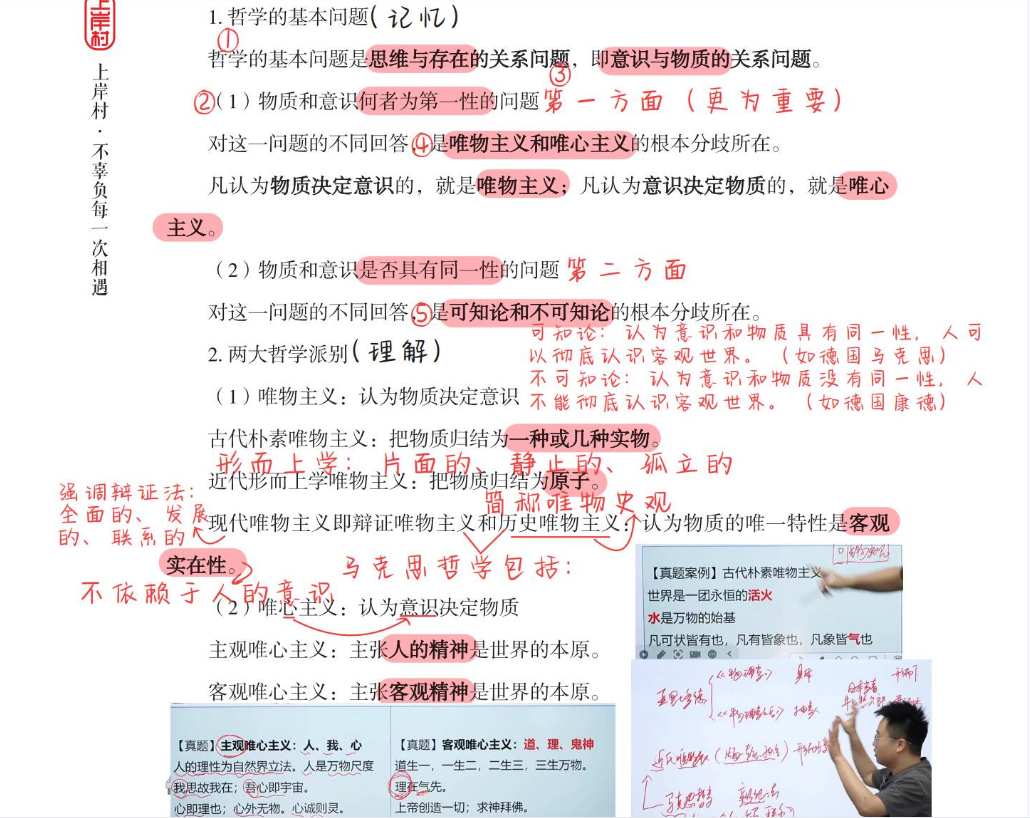 上岸村
上岸村·不辜负每一次相遇
1. 哲学的基本问题(记忆)
①
哲学的基本问题是思维与存在的关系问题，即意识与物质的关系问题。
③
②（1）物质和意识何者为第一性的问题 第一方面（更为重要）
对这一问题的不同回答，④是唯物主义和唯心主义的根本分歧所在。
凡认为物质决定意识的，就是唯物主义；凡认为意识决定物质的，就是唯心
主义。
（2）物质和意识是否具有同一性的问题 第二方面
对这一问题的不同回答，⑤是可知论和不可知论的根本分歧所在。
可知论：认为意识和物质具有同一性，人可
以彻底认识客观世界。（如德国马克思）
不可知论：认为意识和物质没有同一性，人
不能彻底认识客观世界。（如德国康德）
2. 两大哲学派别(理解)
（1）唯物主义：认为物质决定意识
古代朴素唯物主义：把物质归结为一种或几种实物。
形而上学：片面的、静止的、孤立的
近代形而上学唯物主义：把物质归结为原子。
简称唯物史观
强调辩证法：
全面的、发展
的、联系的
现代唯物主义即辩证唯物主义和历史唯物主义：认为物质的唯一特性是客观
实在性。
马克思哲学包括：
不依赖于人的意识
（2）唯心主义：认为意识决定物质
主观唯心主义：主张人的精神是世界的本原。
客观唯心主义：主张客观精神是世界的本原。
【真题案例】古代朴素唯物主义
世界是一团永恒的活火
水是万物的始基
凡可状皆有也，凡有皆象也，凡象皆气也
【真题】主观唯心主义：人、我、心
人的理性为自然界立法。人是万物尺度
我思故我在；吾心即宇宙。
心即理也；心外无物。心诚则灵。
【真题】客观唯心主义：道、理、鬼神
道生一，一生二，二生三，三生万物。
理在气先。
上帝创造一切；求神拜佛。